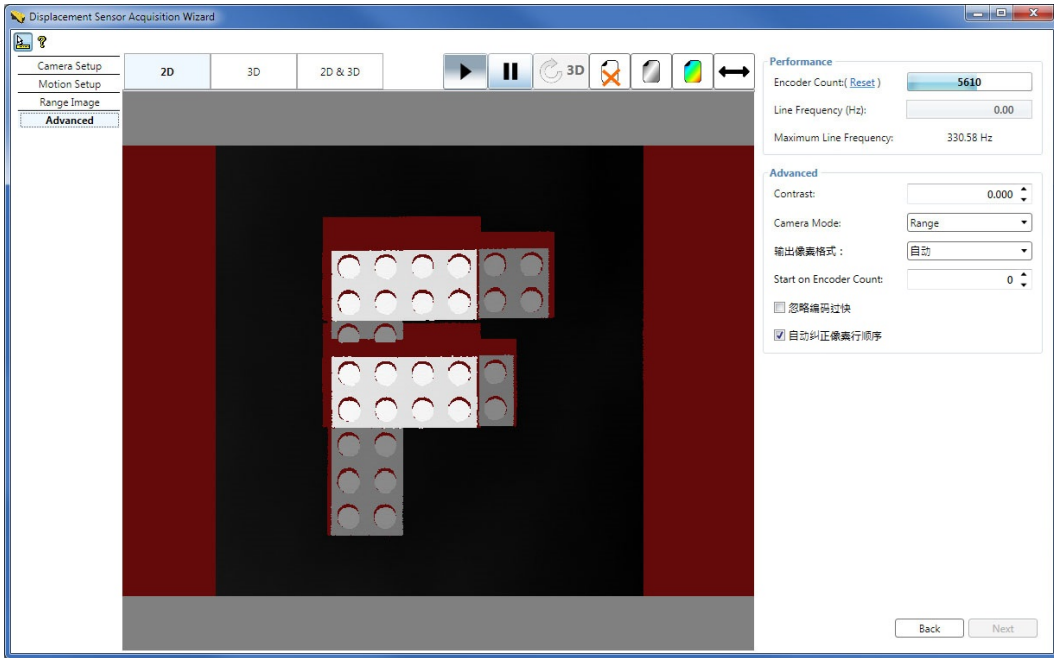 Displacement Sensor Acquisition Wizard
?
Camera Setup
Motion Setup
Range Image
Advanced
2D
3D
2D & 3D
3D
Performance
Encoder Count:( Reset )
5610
Line Frequency (Hz):
0.00
Maximum Line Frequency:
330.58 Hz
Advanced
Contrast:
0.000
Camera Mode:
Range
输出像素格式：
自动
Start on Encoder Count:
0
忽略编码过快
自动纠正像素行顺序
Back
Next